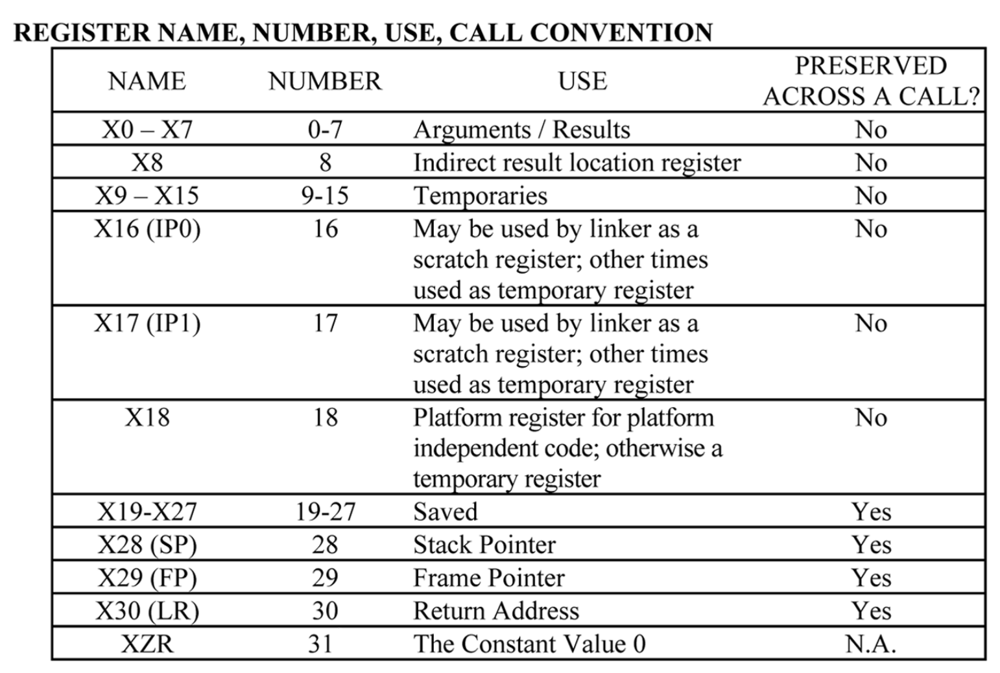 REGISTER NAME, NUMBER, USE, CALL CONVENTION
NAME NUMBER USE PRESERVED ACROSS A CALL?
X0 – X7 0-7 Arguments / Results No
X8 8 Indirect result location register No
X9 – X15 9-15 Temporaries No
X16 (IP0) 16 May be used by linker as a No
scratch register; other times
used as temporary register
X17 (IP1) 17 May be used by linker as a No
scratch register; other times
used as temporary register
X18 18 Platform register for platform No
independent code; otherwise a
temporary register
X19-X27 19-27 Saved Yes
X28 (SP) 28 Stack Pointer Yes
X29 (FP) 29 Frame Pointer Yes
X30 (LR) 30 Return Address Yes
XZR 31 The Constant Value 0 N.A.